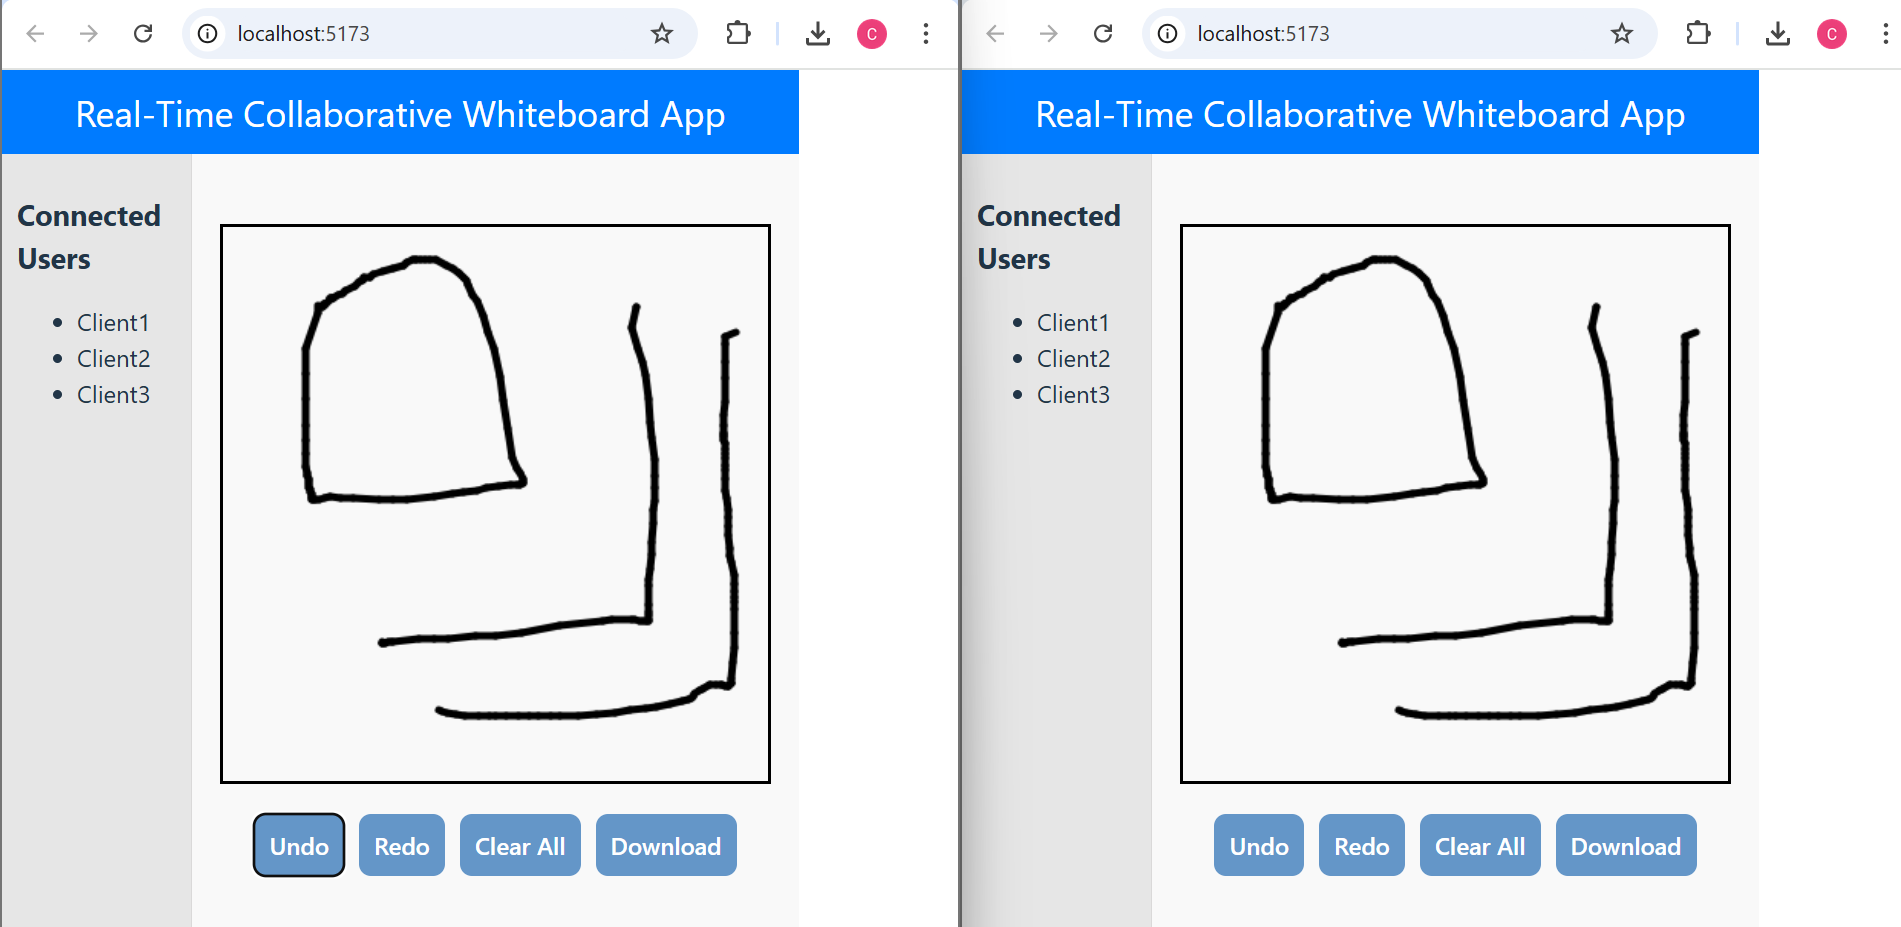 localhost:5173
C
Real-Time Collaborative Whiteboard App
Connected
Users
Client1
Client2
Client3
Undo
Redo
Clear All
Download
localhost:5173
C
Real-Time Collaborative Whiteboard App
Connected
Users
Client1
Client2
Client3
Undo
Redo
Clear All
Download